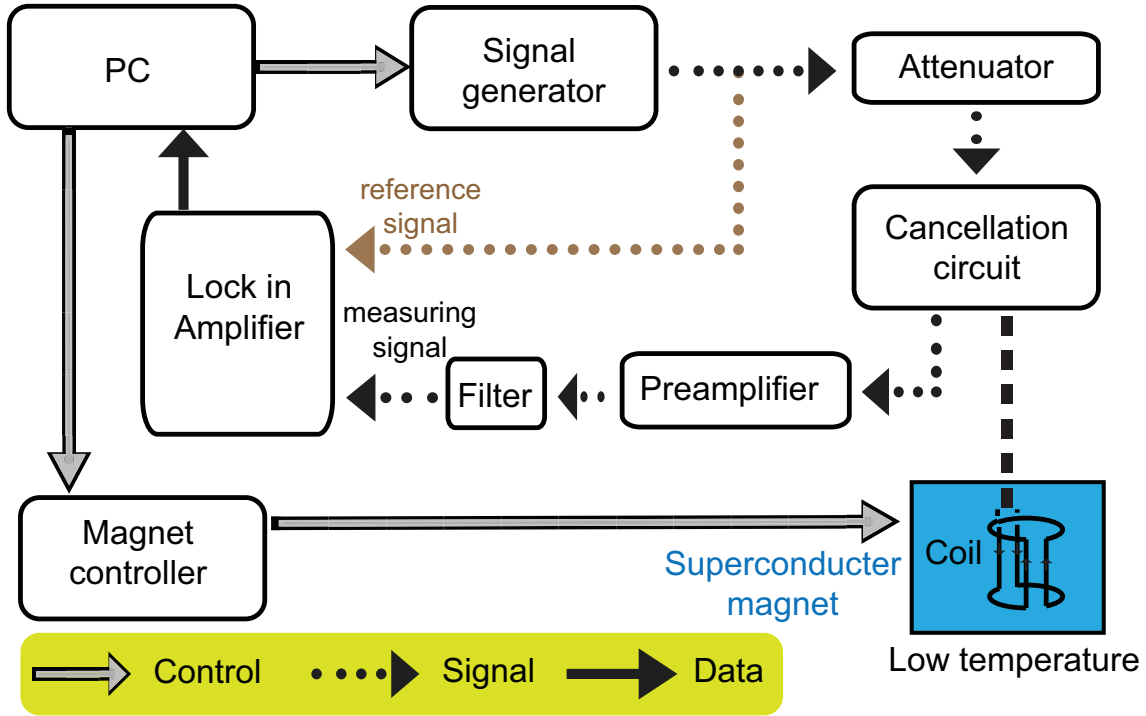 PC
Signal
generator
Attenuator
reference
signal
Cancellation
circuit
Lock in
Amplifier
measuring
signal
Filter
Preamplifier
Magnet
controller
Superconducter
magnet
Coil
Low temperature
Control
Signal
Data